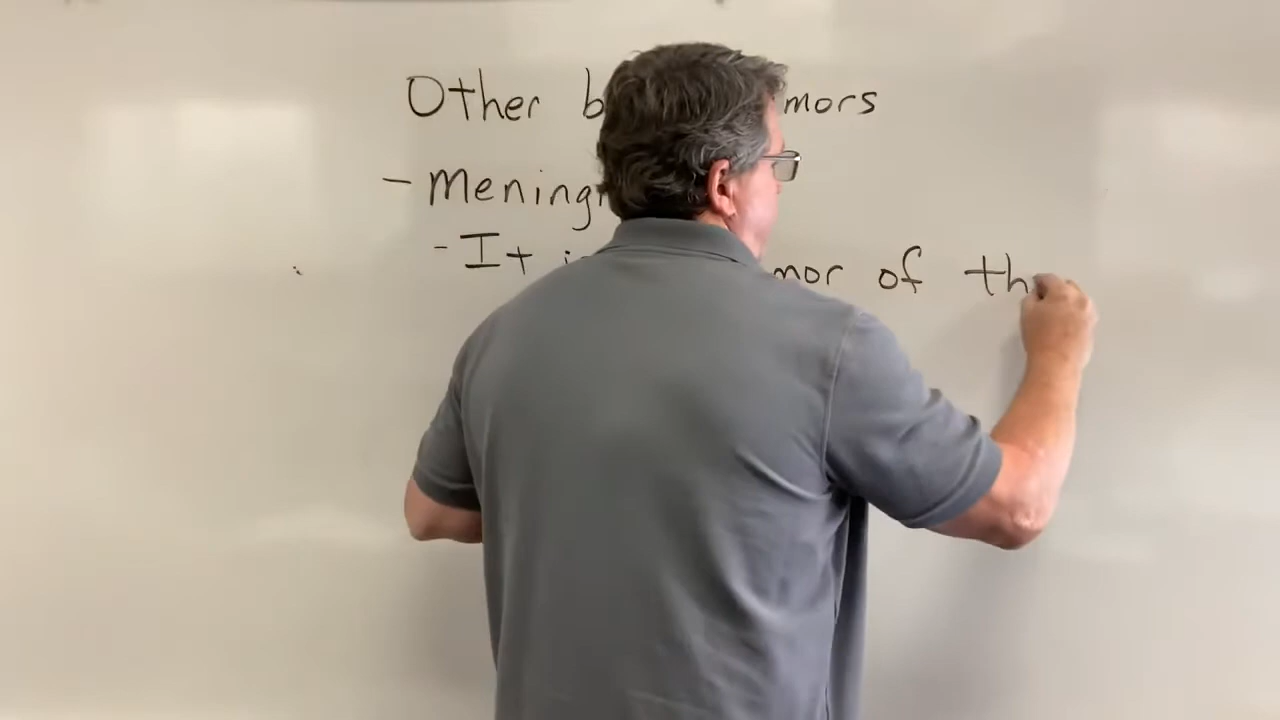 Other b mors
- Mening
- It i mor of th